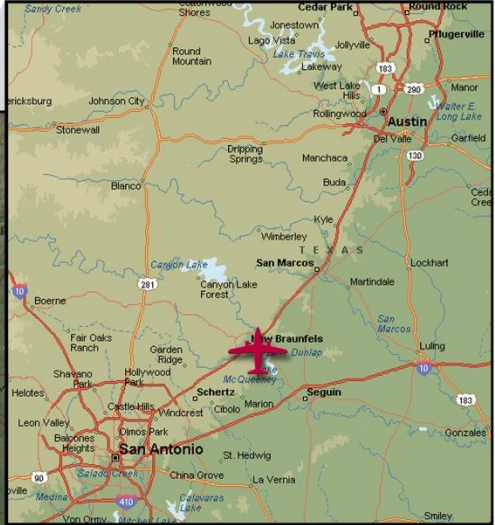 Sandy Creek
Shores
Cedar Park
Round Rock
Jonestown
Pflugerville
Lago Vista
Jollyville
Round
Mountain
Lake Travis
Lakeway
183
West Lake
Hills
1
290
Manor
Johnson City
Rollingwood
Walter E.
Long Lake
Austin
Stonewall
Del Valle
Garfield
Dripping
Springs
130
Manchaca
Blanco
Buda
Kyle
Wimberley
TEXAS
San Marcos
Lockhart
Canyon Lake
281
Canyon Lake
Forest
Martindale
10
Boerne
San
Marcos
Fair Oaks
Ranch
Braunfels
Luling
Garden
Ridge
Dunlap
10
Shavano
Park
Hollywood
Park
McQueeney
Helotes
Schertz
Seguin
183
Castle Hills
Windcrest
Cibolo
Marion
Leon Valley
Olmos Park
Gonzales
Balcones
Heights
San Antonio
St. Hedwig
90
Salado Creek
China Grove
La Vernia
Medina
410
Calaveras
Lake
Von Ormy
Mitchell Lake
Smiley